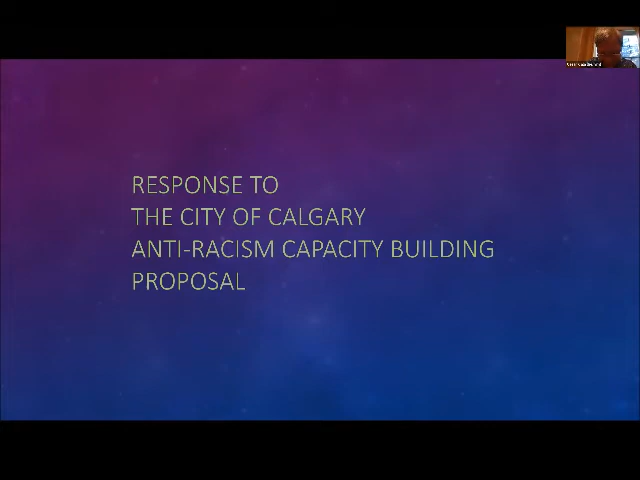 RESPONSE TO
THE CITY OF CALGARY
ANTI-RACISM CAPACITY BUILDING
PROPOSAL